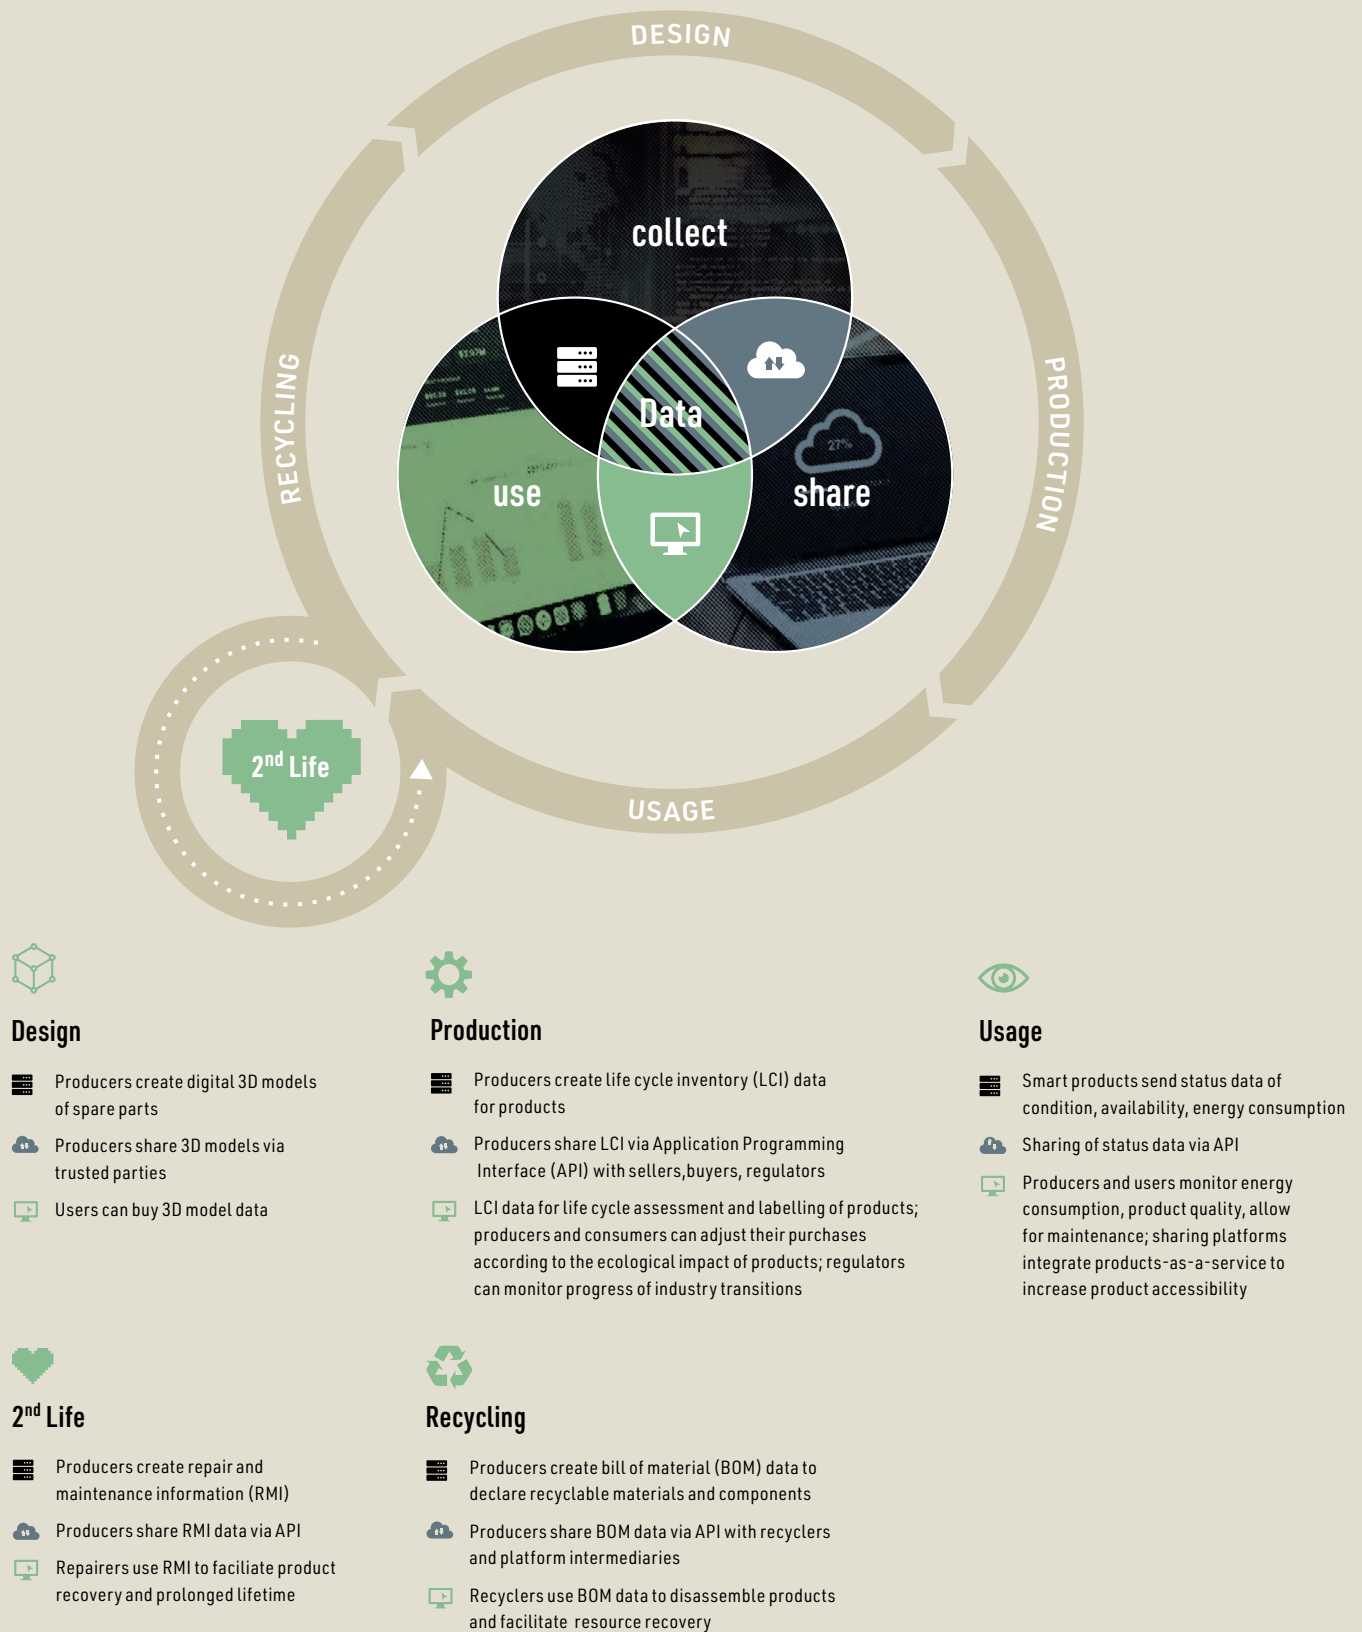 DESIGN
collect
RECYCLING
PRODUCTION
$1.97M
Data
27%
use
share
2nd Life
USAGE
Design
Producers create digital 3D models
of spare parts
Producers share 3D models via
trusted parties
Users can buy 3D model data
Production
Producers create life cycle inventory (LCI) data
for products
Producers share LCI via Application Programming
Interface (API) with sellers,buyers, regulators
LCI data for life cycle assessment and labelling of products;
producers and consumers can adjust their purchases
according to the ecological impact of products; regulators
can monitor progress of industry transitions
Usage
Smart products send status data of
condition, availability, energy consumption
Sharing of status data via API
Producers and users monitor energy
consumption, product quality, allow
for maintenance; sharing platforms
integrate products-as-a-service to
increase product accessibility
2nd Life
Producers create repair and
maintenance information (RMI)
Producers share RMI data via API
Repairers use RMI to faciliate product
recovery and prolonged lifetime
Recycling
Producers create bill of material (BOM) data to
declare recyclable materials and components
Producers share BOM data via API with recyclers
and platform intermediaries
Recyclers use BOM data to disassemble products
and facilitate resource recovery